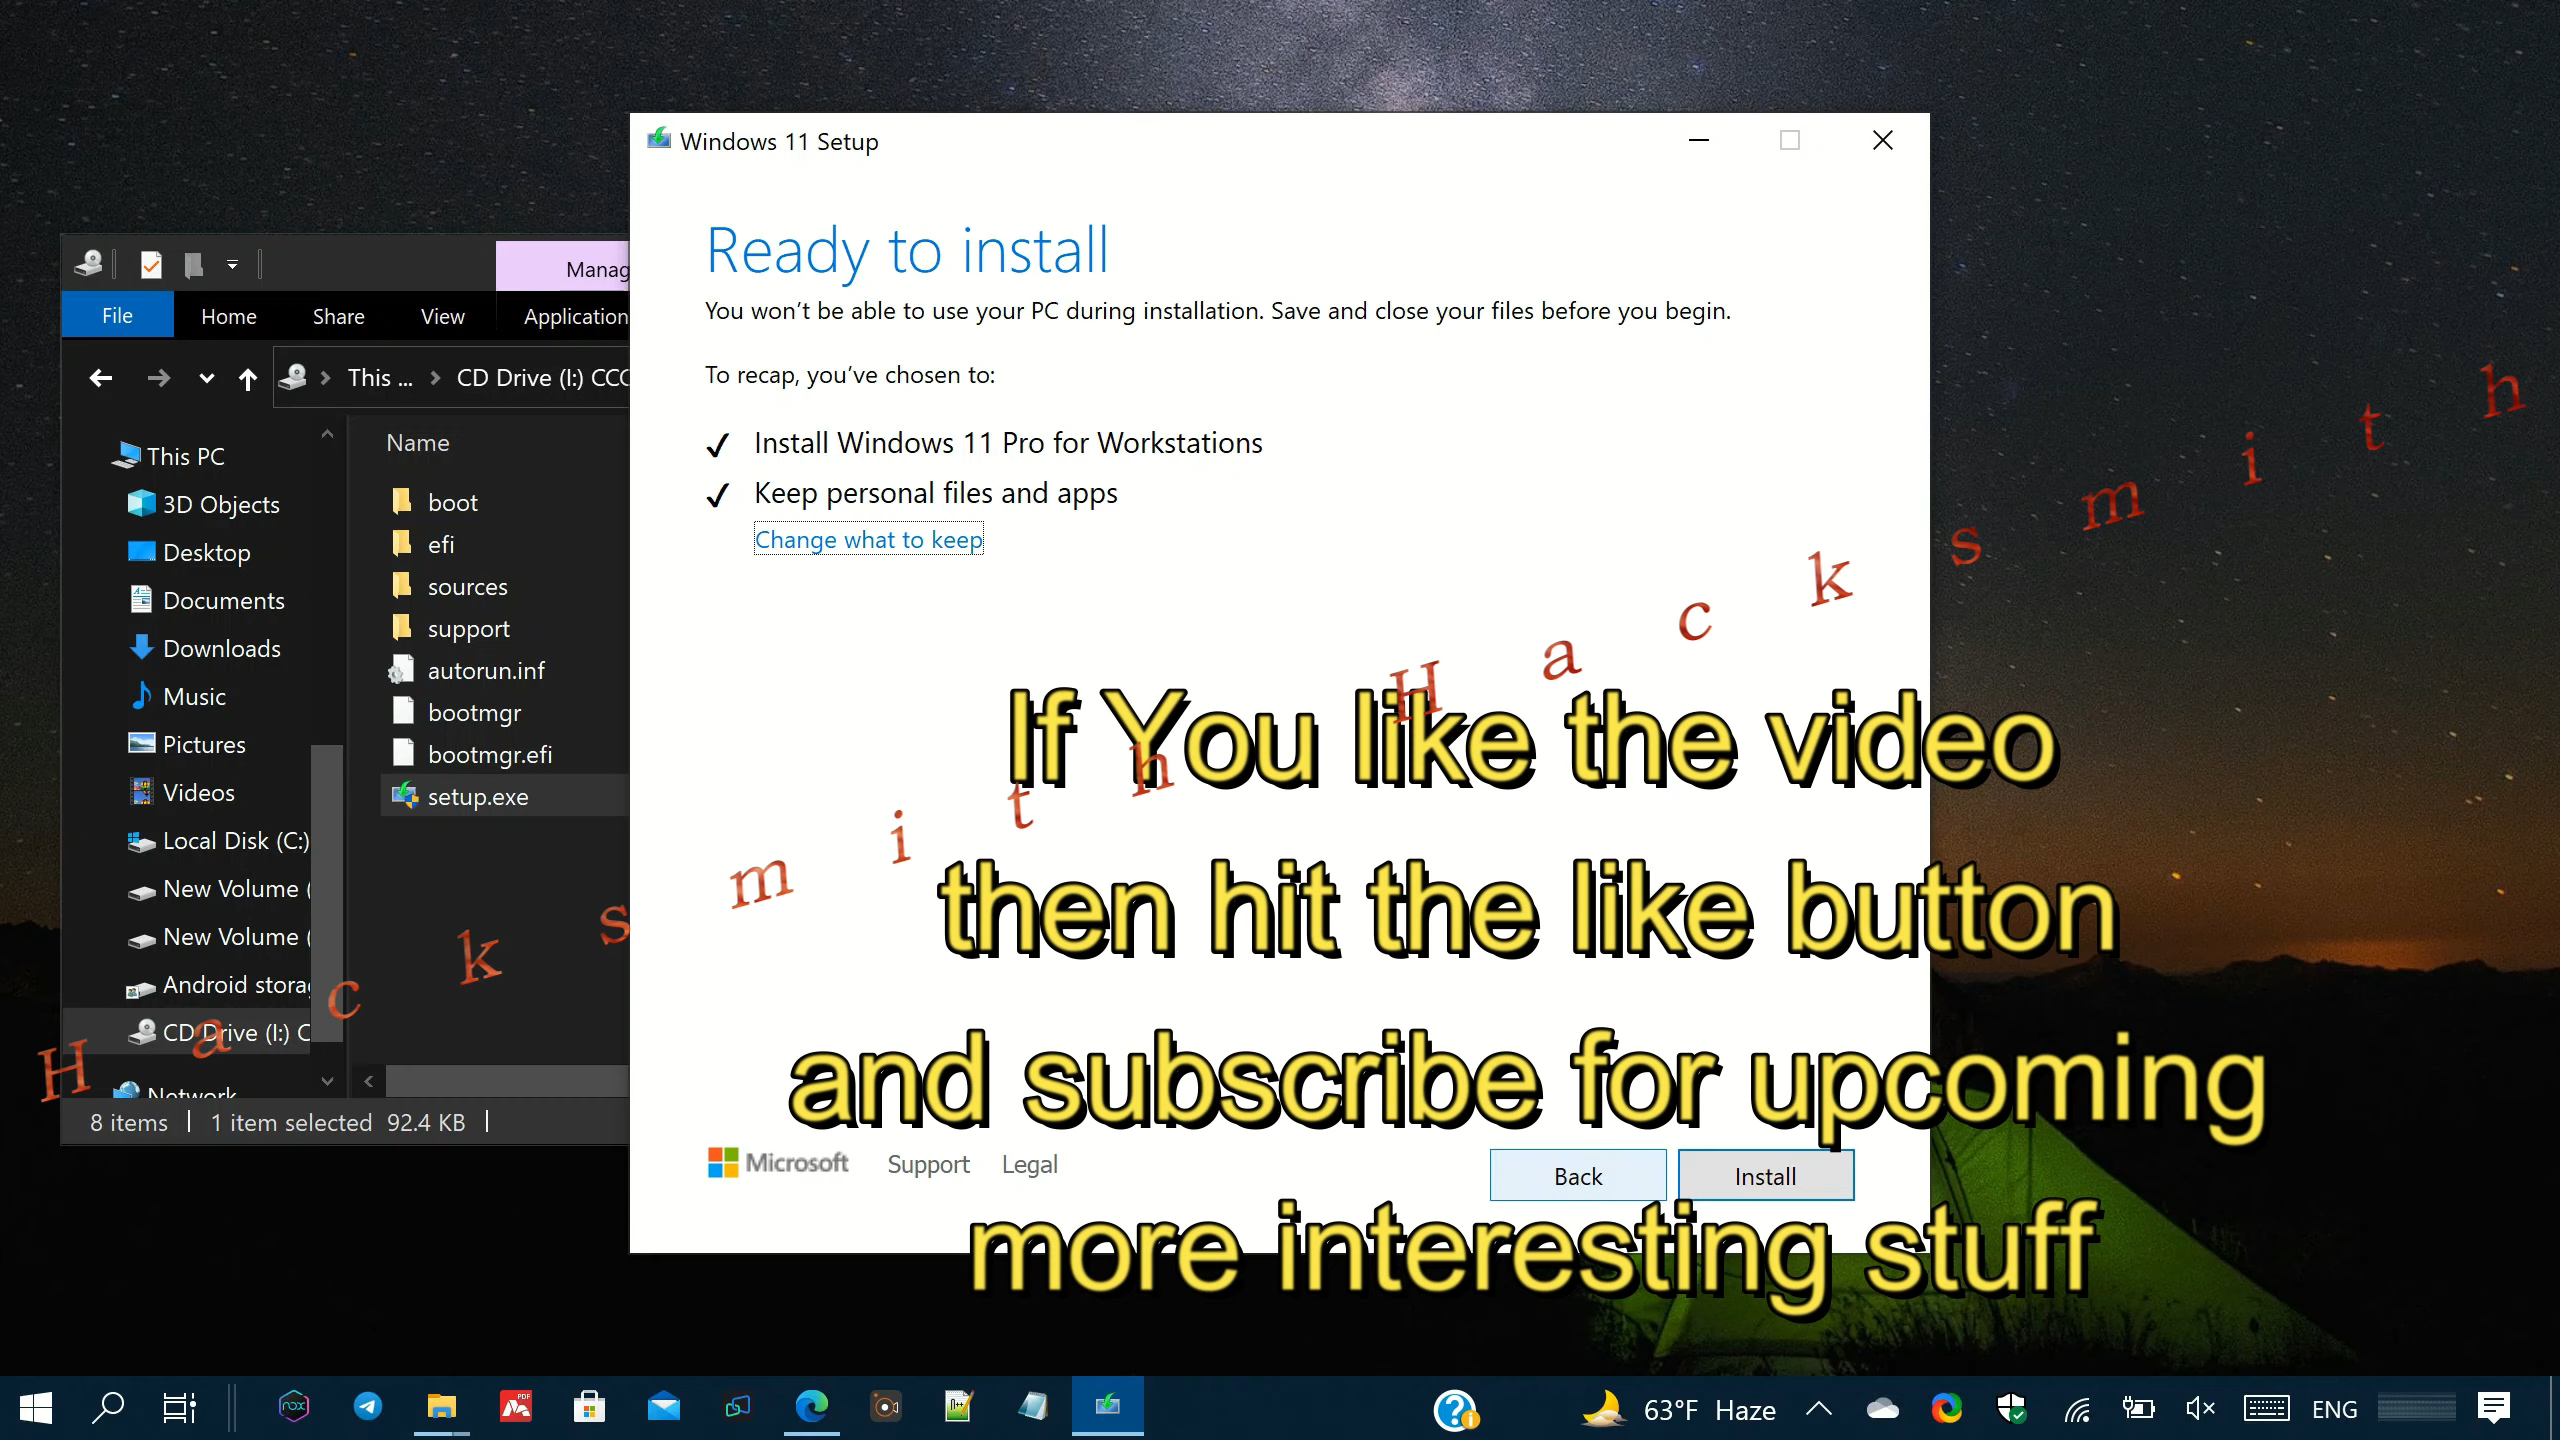 Windows 11 Setup
Ready to install
You won't be able to use your PC during installation. Save and close your files before you begin.
To recap, you've chosen to:
Install Windows 11 Pro for Workstations
Keep personal files and apps
Change what to keep
Microsoft
Support
Legal
Back
Install
Manag
File
Home
Share
View
Application
This ...
CD Drive (I:) CCC
This PC
3D Objects
Desktop
Documents
Downloads
Music
Pictures
Videos
Local Disk (C:)
New Volume (
New Volume (
Android stora
CD Drive (I:) C
Network
Name
boot
efi
sources
support
autorun.inf
bootmgr
bootmgr.efi
setup.exe
8 items
1 item selected 92.4 KB
Hacksmith
Hacksmith
If You like the video
then hit the like button
and subscribe for upcoming
more interesting stuff
nox
PDF
n++
63°F Haze
ENG